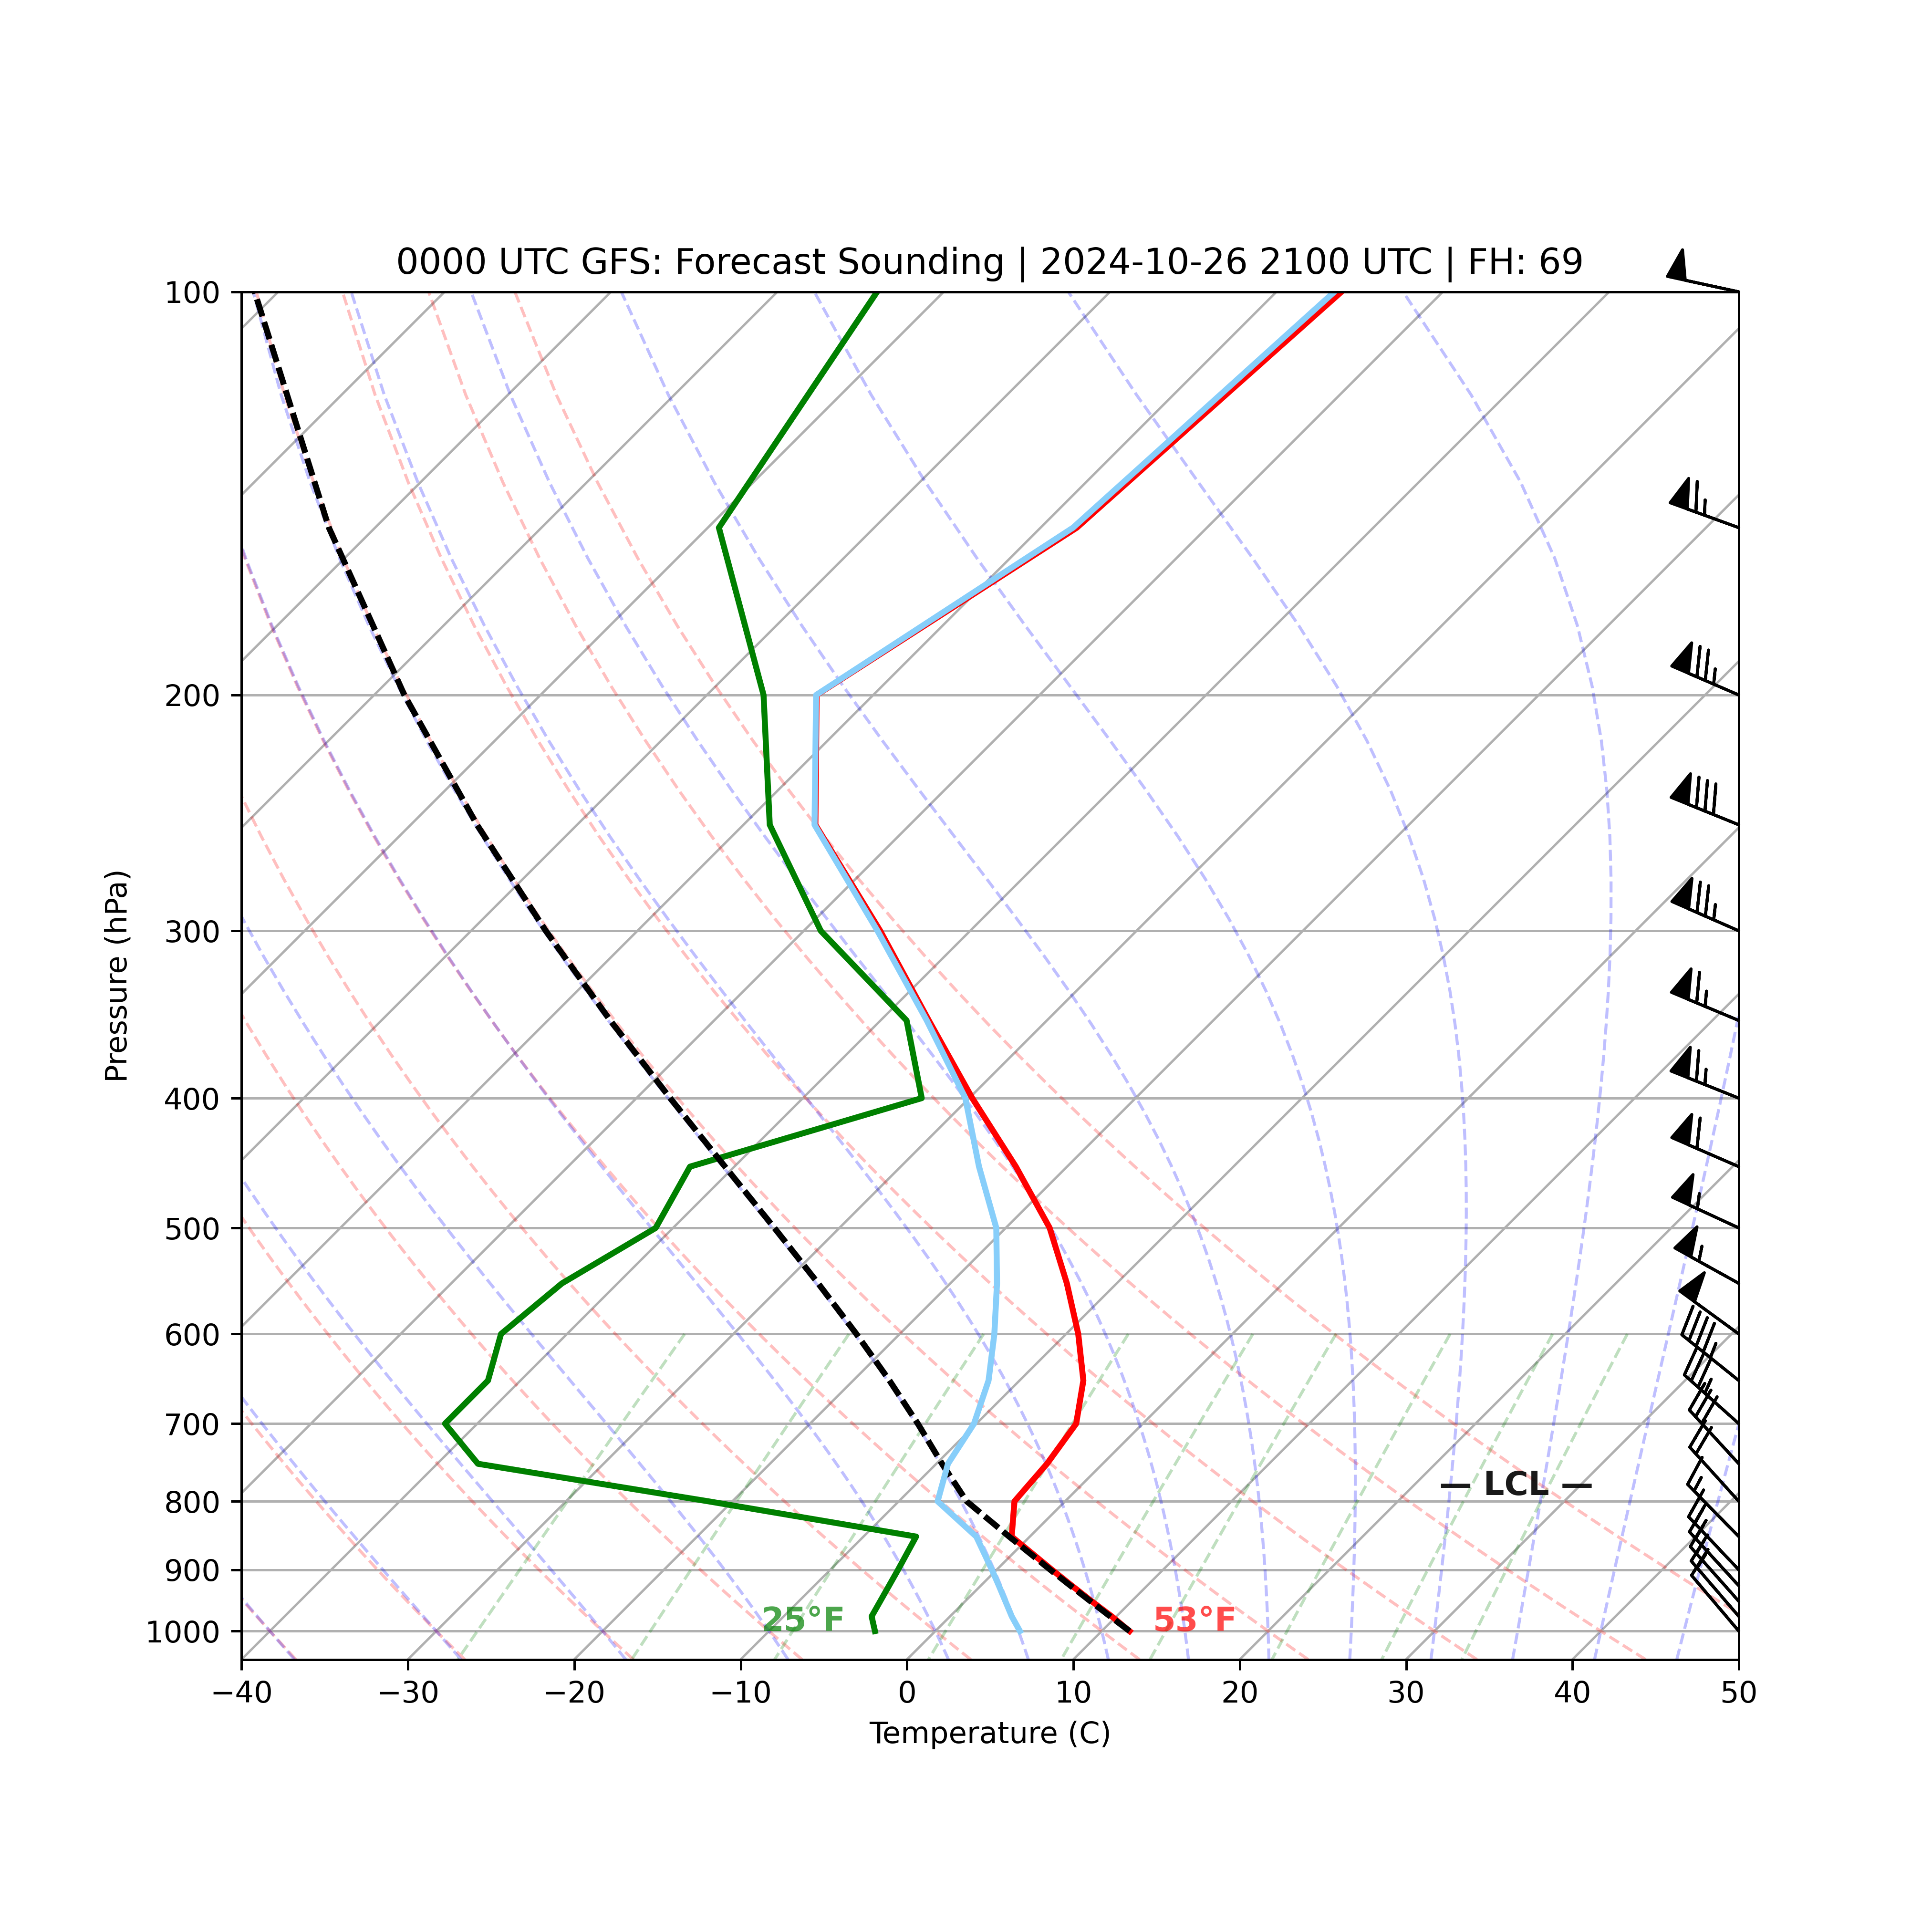 0000 UTC GFS: Forecast Sounding | 2024-10-26 2100 UTC | FH: 69
100
200
300
400
500
600
700
800
900
1000
Pressure (hPa)
— LCL —
25°F
53°F
−40 −30 −20 −10 0 10 20 30 40 50
Temperature (C)